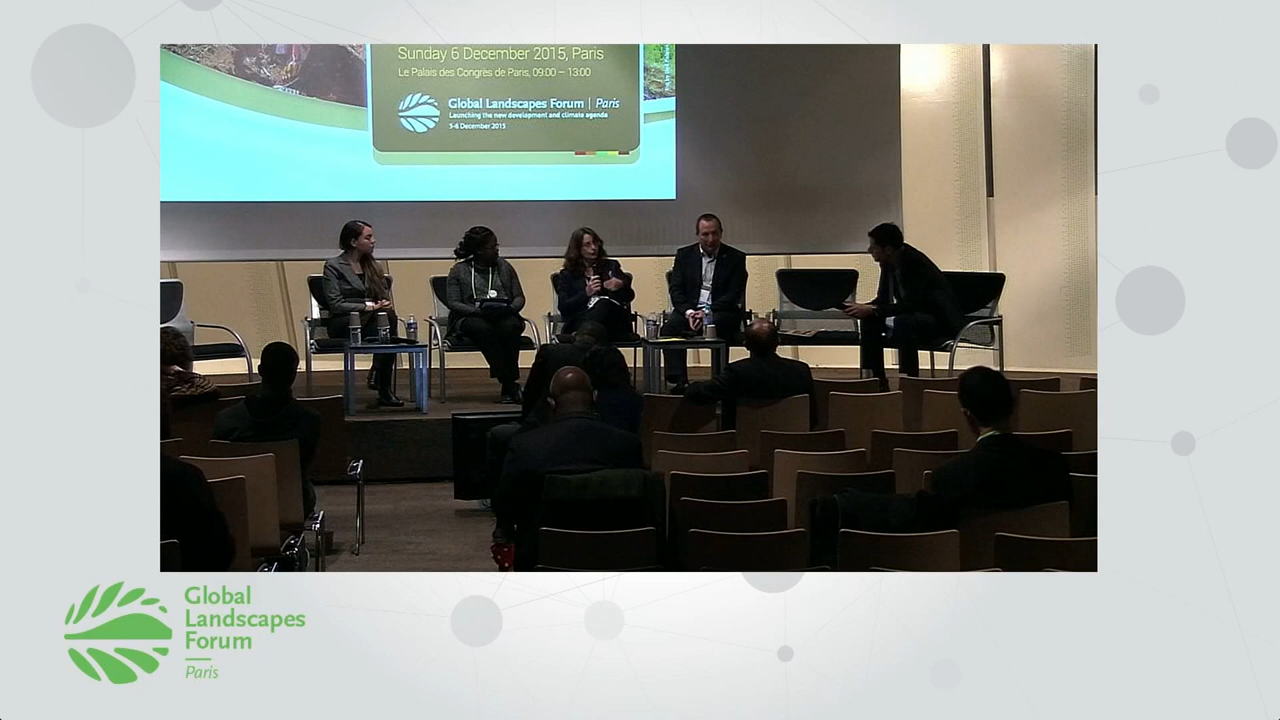 Sunday 6 December 2015, Paris
Le Palais des Congrès de Paris, 09:00 – 13:00
Global Landscapes Forum | Paris
Launching the new development and climate agenda
5-6 December 2015
Global
Landscapes
Forum
Paris